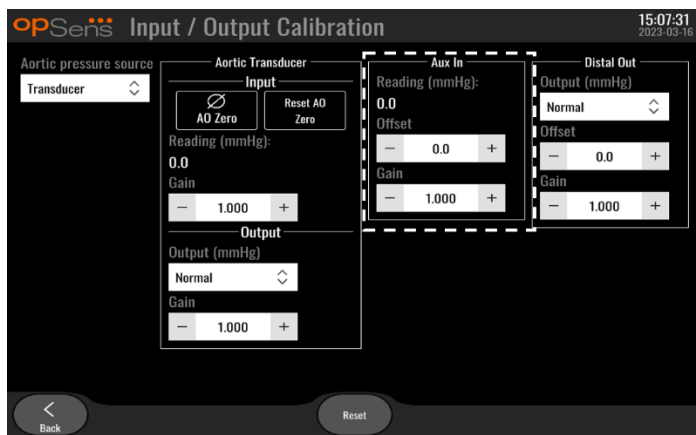 opSens Input / Output Calibration
15:07:31
2023-03-16
Aortic pressure source
Transducer
Aortic Transducer
Input
AO Zero
Reset AO
Zero
Reading (mmHg):
0.0
Gain
− 1.000 +
Output
Output (mmHg)
Normal
Gain
− 1.000 +
Aux In
Reading (mmHg):
0.0
Offset
− 0.0 +
Gain
− 1.000 +
Distal Out
Output (mmHg)
Normal
Offset
− 0.0 +
Gain
− 1.000 +
Back
Reset